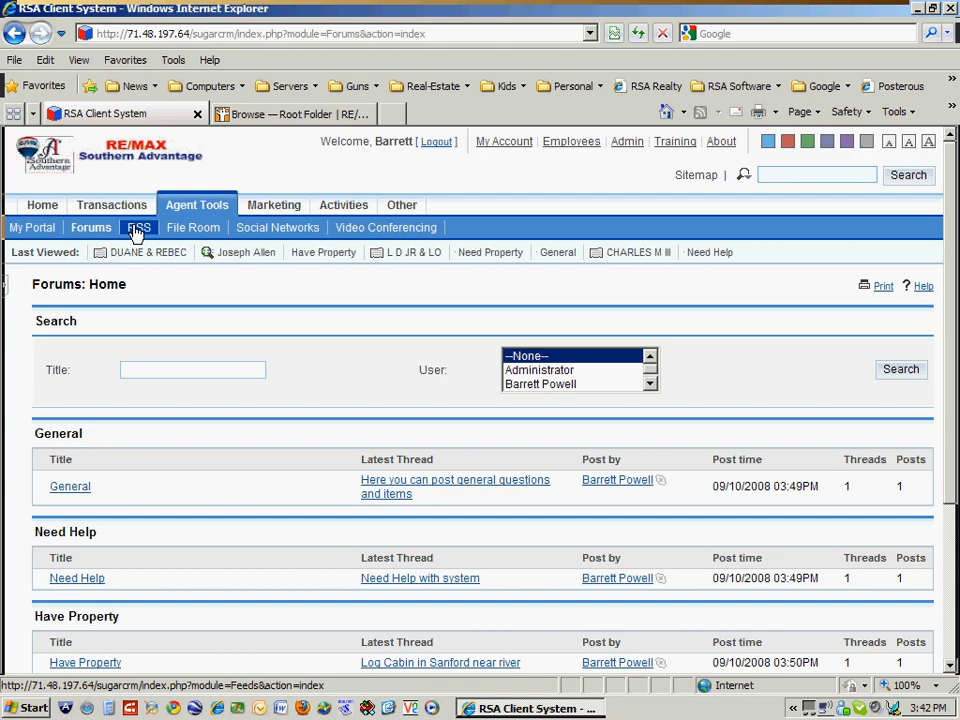 RSA Client System - Windows Internet Explorer
http://71.48.197.64/sugarcrm/index.php?module=Forums&action=index
Google
File Edit View Favorites Tools Help
Favorites News Computers Servers Guns Real-Estate Kids Personal RSA Realty RSA Software Google Posterous
RSA Client System Browse — Root Folder | RE/... Page Safety Tools
RE/MAX
Southern Advantage
Welcome, Barrett [ Logout ] My Account Employees Admin Training About
Sitemap Search
Home Transactions Agent Tools Marketing Activities Other
My Portal Forums RSS File Room Social Networks Video Conferencing
Last Viewed: DUANE & REBEC Joseph Allen Have Property L D JR & LO Need Property General CHARLES M III Need Help
Forums: Home Print ? Help
Search
Title: User: --None--
Administrator
Barrett Powell
Search
General
Title Latest Thread Post by Post time Threads Posts
General Here you can post general questions and items Barrett Powell 09/10/2008 03:49PM 1 1
Need Help
Title Latest Thread Post by Post time Threads Posts
Need Help Need Help with system Barrett Powell 09/10/2008 03:49PM 1 1
Have Property
Title Latest Thread Post by Post time Threads Posts
Have Property Log Cabin in Sanford near river Barrett Powell 09/10/2008 03:50PM 1 1
http://71.48.197.64/sugarcrm/index.php?module=Feeds&action=index Internet 100%
Start RSA Client System - ... 3:42 PM